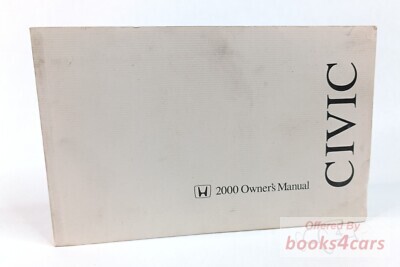 CIVIC
2000 Owner's Manual
Offered By
books4cars